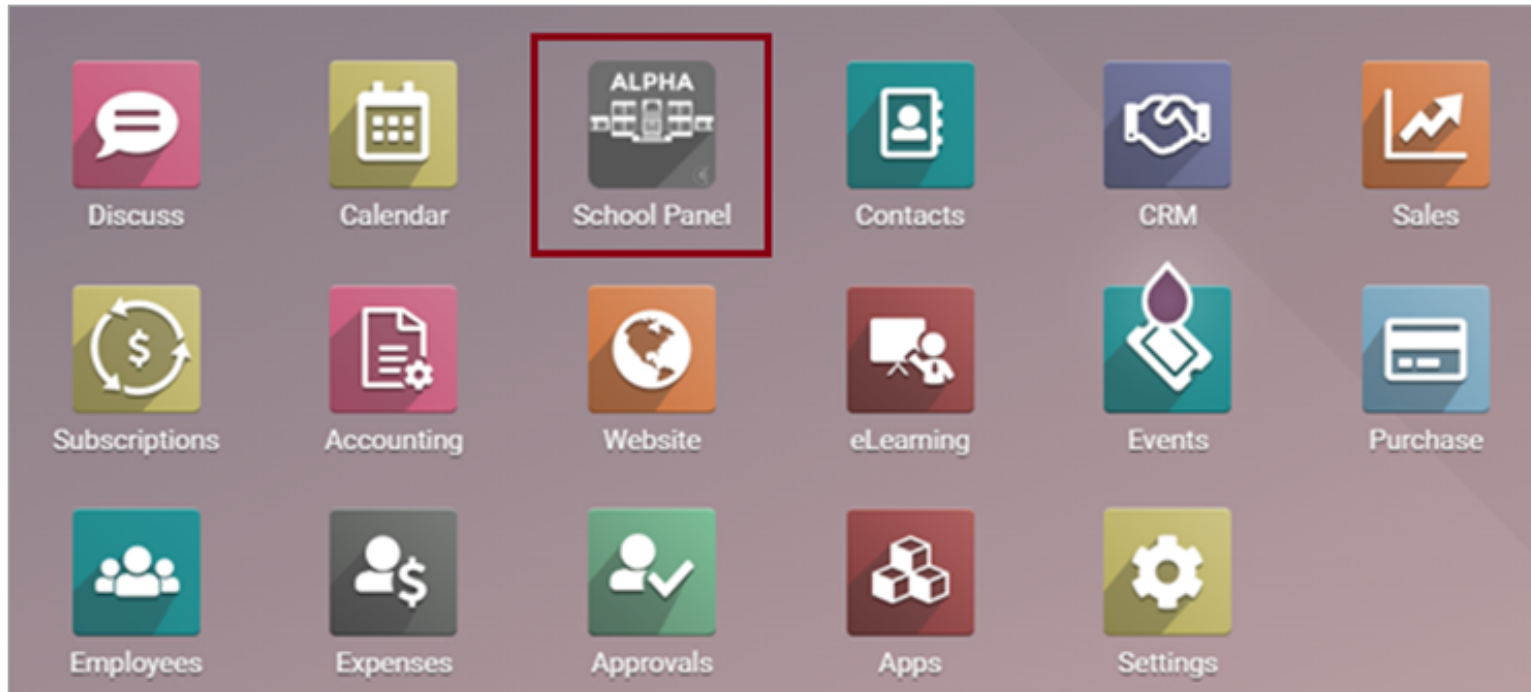 ALPHA
Discuss Calendar School Panel Contacts CRM Sales
$
Subscriptions Accounting Website eLearning Events Purchase
$
Employees Expenses Approvals Apps Settings